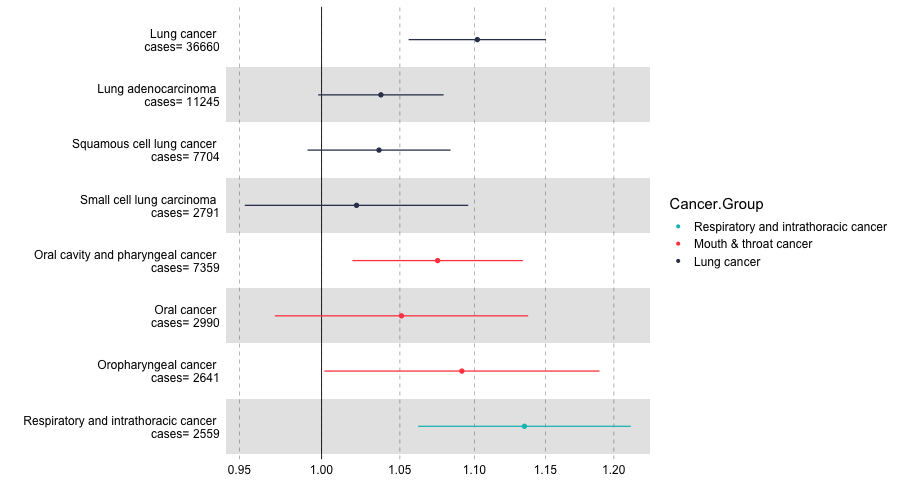 Lung cancer
cases= 36660
Lung adenocarcinoma
cases= 11245
Squamous cell lung cancer
cases= 7704
Small cell lung carcinoma
cases= 2791
Oral cavity and pharyngeal cancer
cases= 7359
Oral cancer
cases= 2990
Oropharyngeal cancer
cases= 2641
Respiratory and intrathoracic cancer
cases= 2559
0.95 1.00 1.05 1.10 1.15 1.20
Cancer.Group
Respiratory and intrathoracic cancer
Mouth & throat cancer
Lung cancer